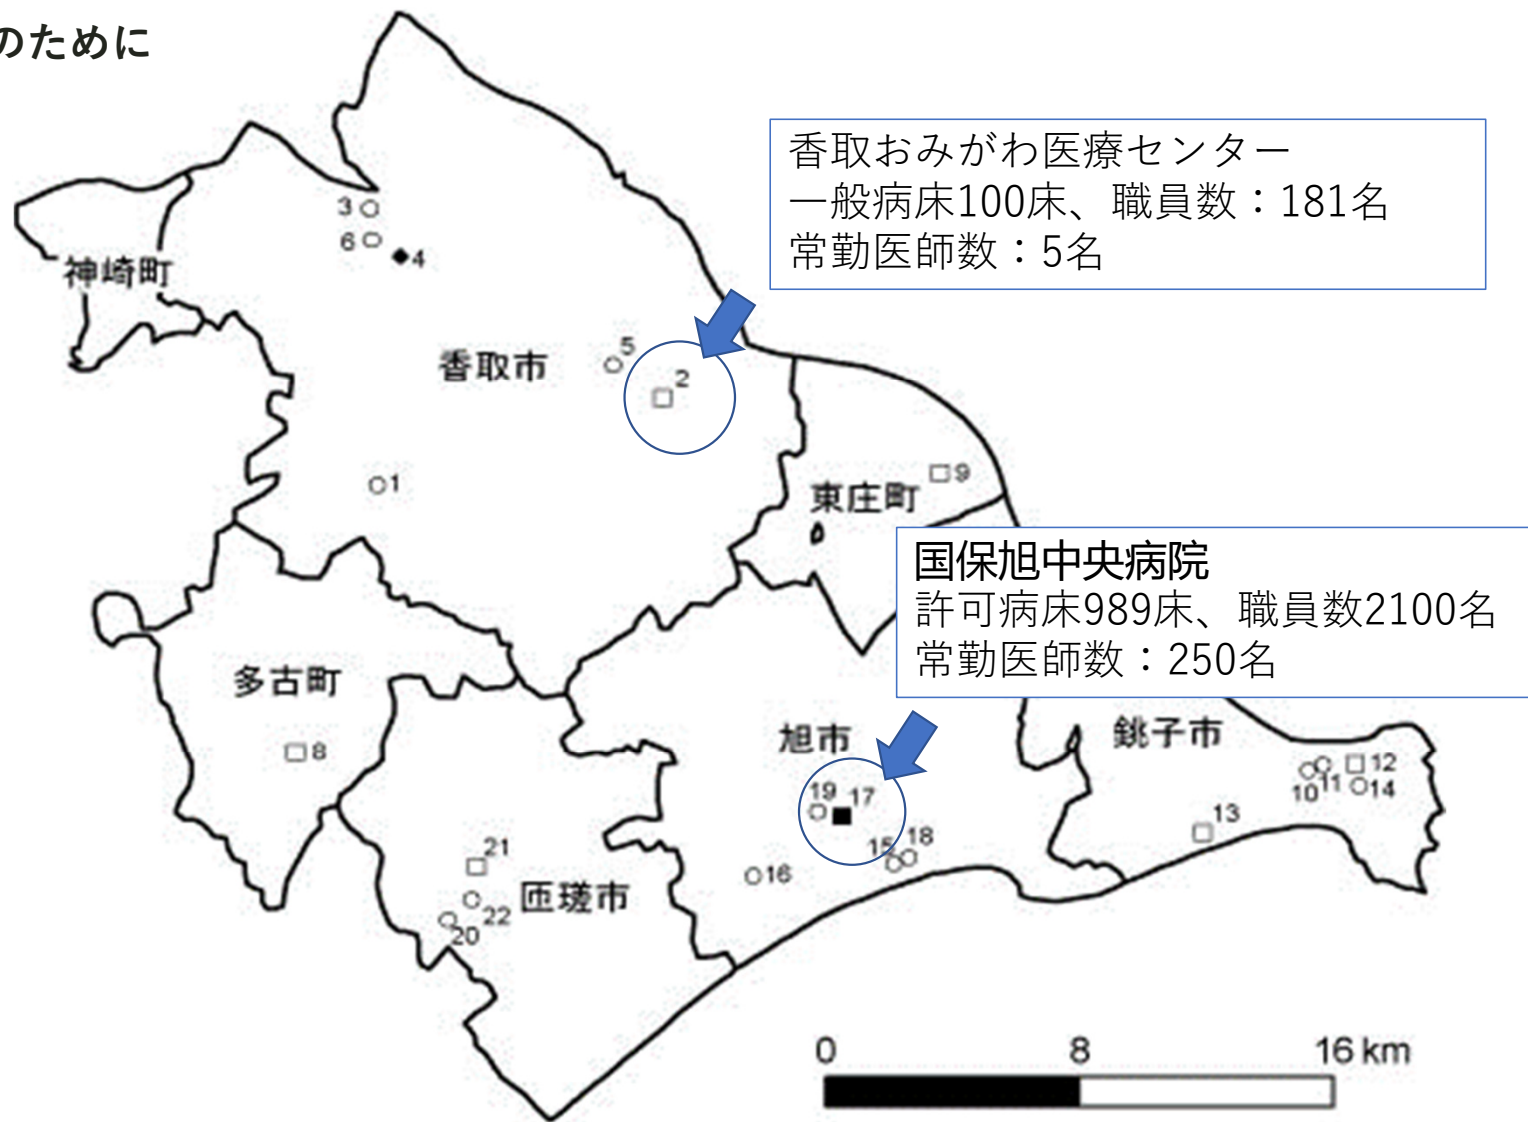 のために
香取おみがわ医療センター
一般病床100床、職員数：181名
常勤医師数：5名
3
6
4
神崎町
香取市
5
2
1
東庄町
9
国保旭中央病院
許可病床989床、職員数2100名
常勤医師数：250名
多古町
8
旭市
銚子市
19
17
12
10
11
14
13
15
18
16
21
匝瑳市
22
20
0
8
16 km